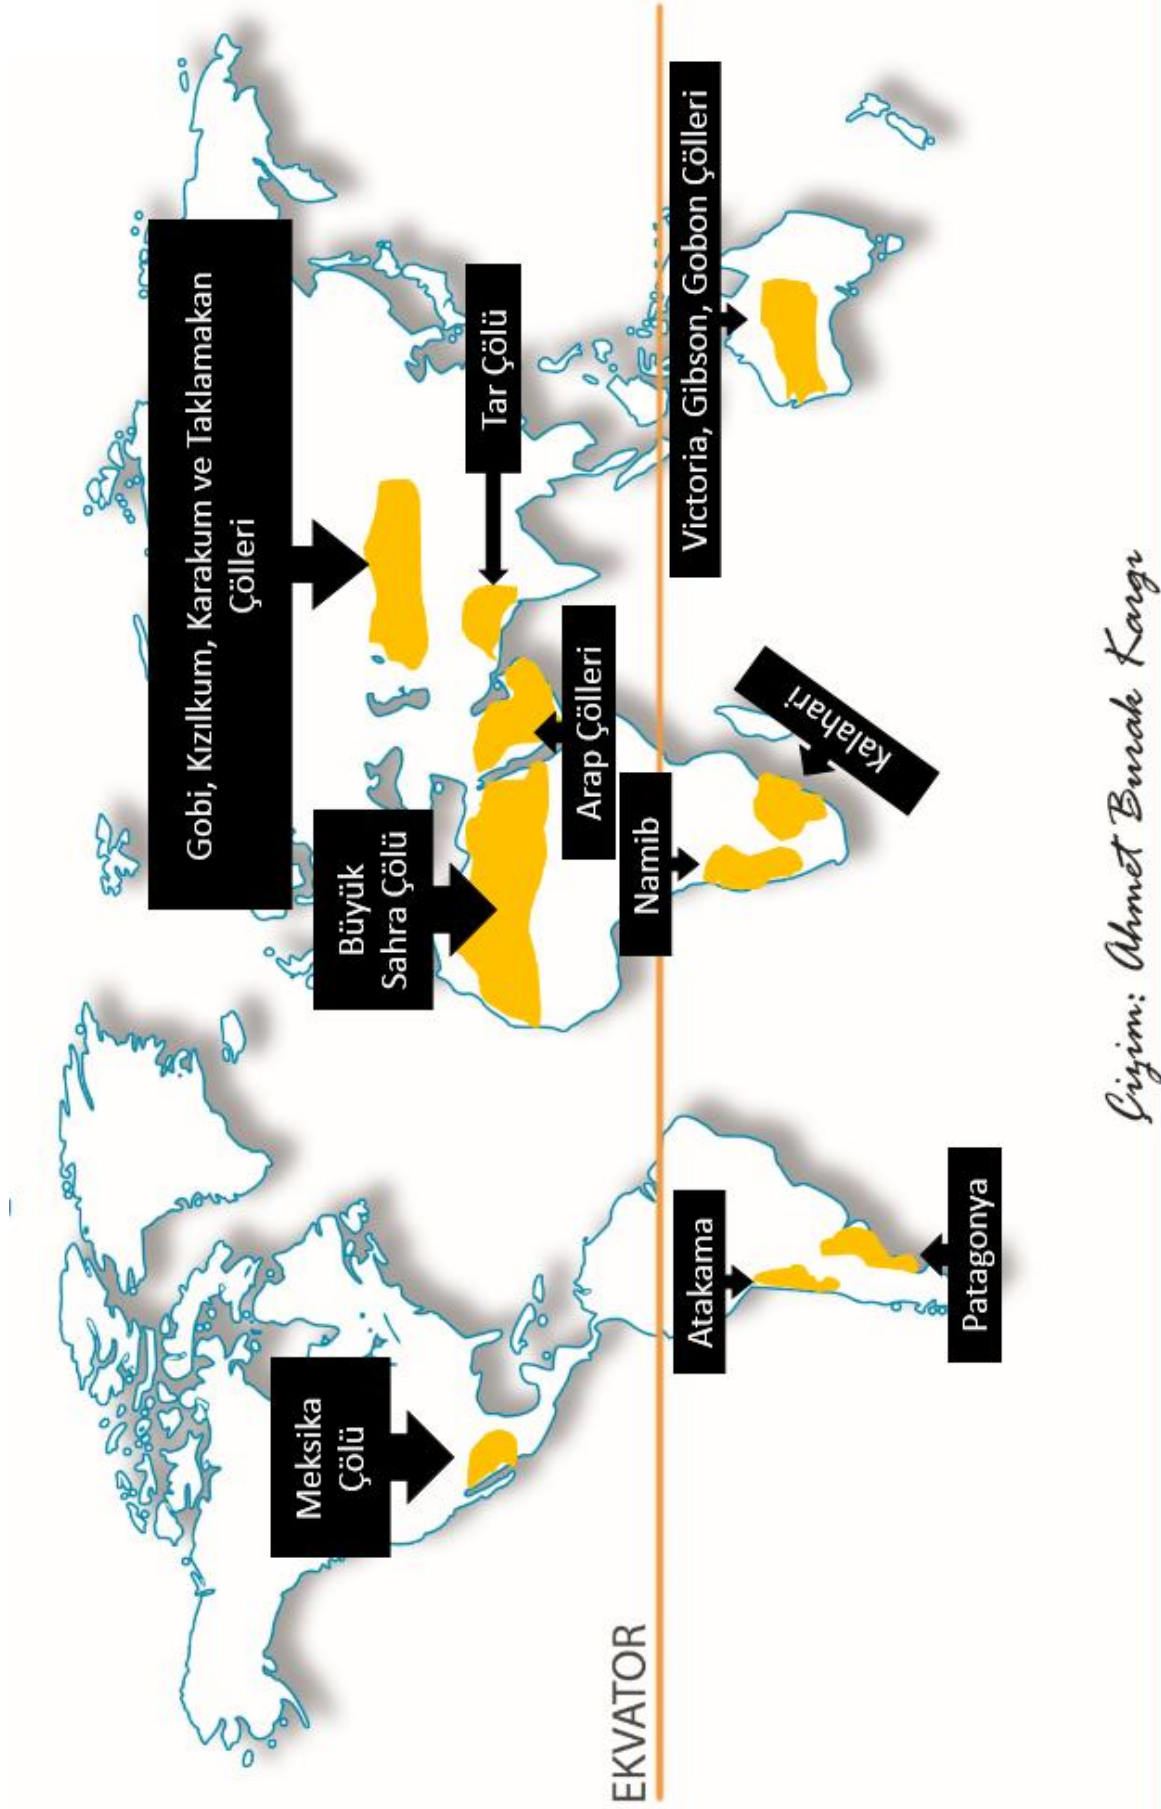 Gobi, Kızılkum, Karakum ve Taklamakan
Çölleri
Büyük
Sahra Çölü
Meksika
Çölü
Tar Çölü
Arap Çölleri
Namib
EKVATOR
Victoria, Gibson, Gobon Çölleri
Kalahari
Atakama
Patagonya
Çizim: Ahmet Burak Kargı